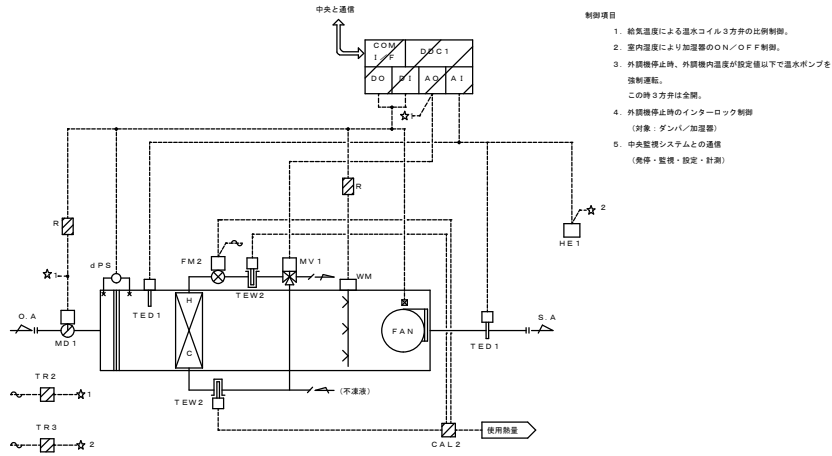 中央と通信
COM
I／F
DDC1
DO
DI
AO
AI
制御項目
1．給気温度による温水コイル3方弁の比例制御。
2．室内湿度により加湿器のON／OFF制御。
3．外調機停止時、外調機内温度が設定値以下で温水ポンプを
強制運転。
この時3方弁は全開。
4．外調機停止時のインターロック制御
（対象：ダンパ／加湿器）
5．中央監視システムとの通信
（発停・監視・設定・計測）
☆1
R
R
☆2
HE1
dPS
FM2
MV1
☆1
TEW2
WM
O.A
TED1
H
S.A
MD1
FAN
TED1
C
TR2
☆1
TEW2
（不凍液）
TR3
☆2
使用熱量
CAL2